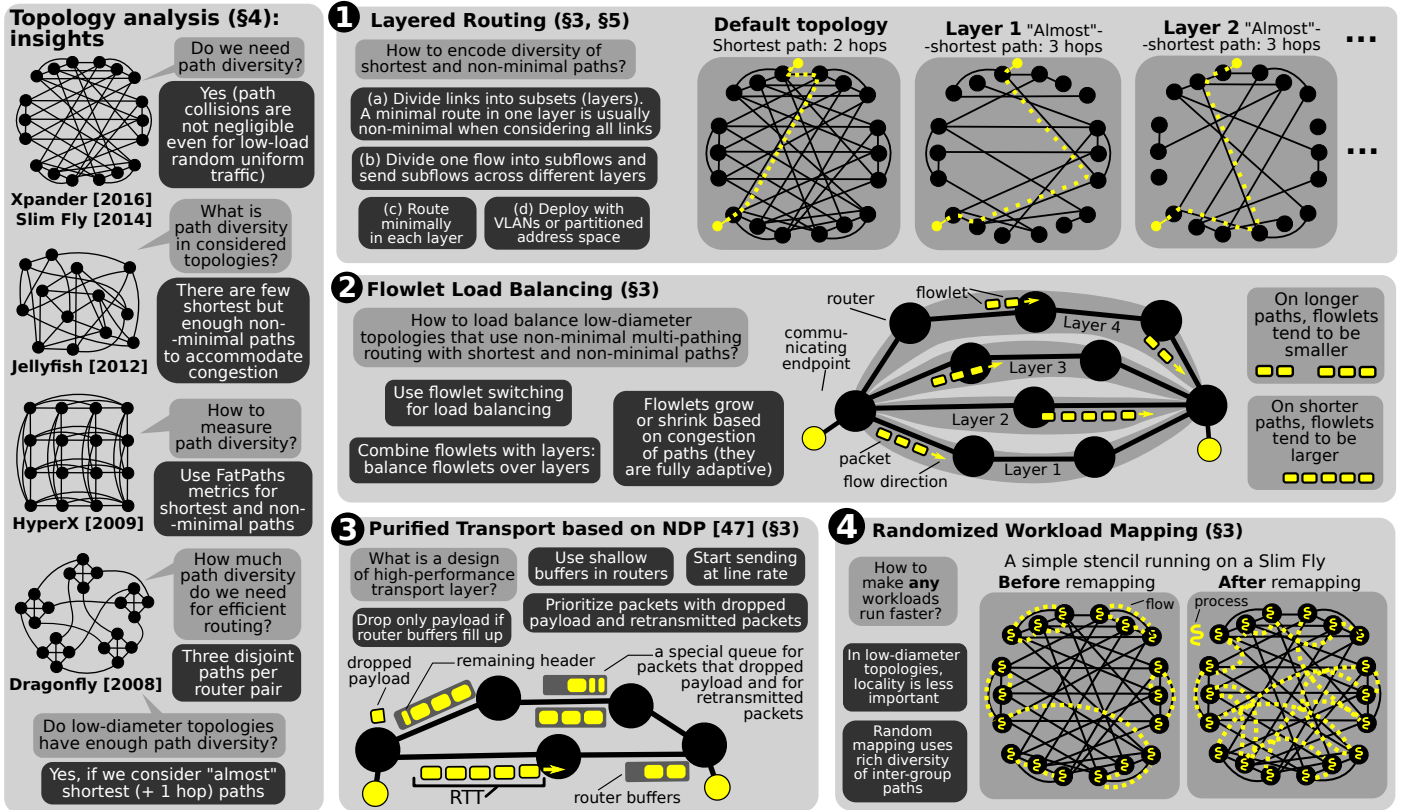 Topology analysis (§4):
insights
Do we need
path diversity?
Yes (path
collisions are
not negligible
even for low-load
random uniform
traffic)
Xpander [2016]
Slim Fly [2014]
What is
path diversity
in considered
topologies?
There are few
shortest but
enough non-
-minimal paths
to accommodate
congestion
Jellyfish [2012]
How to
measure
path diversity?
Use FatPaths
metrics for
shortest and non-
-minimal paths
HyperX [2009]
How much
path diversity
do we need
for efficient
routing?
Three disjoint
paths per
router pair
Dragonfly [2008]
Do low-diameter topologies
have enough path diversity?
Yes, if we consider "almost"
shortest (+ 1 hop) paths
1 Layered Routing (§3, §5)
How to encode diversity of
shortest and non-minimal paths?
(a) Divide links into subsets (layers).
A minimal route in one layer is usually
non-minimal when considering all links
(b) Divide one flow into subflows and
send subflows across different layers
(c) Route
minimally
in each layer
(d) Deploy with
VLANs or partitioned
address space
Default topology
Shortest path: 2 hops
Layer 1 "Almost"-
-shortest path: 3 hops
Layer 2 "Almost"-
-shortest path: 3 hops
...
...
2 Flowlet Load Balancing (§3)
How to load balance low-diameter
topologies that use non-minimal multi-pathing
routing with shortest and non-minimal paths?
Use flowlet switching
for load balancing
Combine flowlets with layers:
balance flowlets over layers
Flowlets grow
or shrink based
on congestion
of paths (they
are fully adaptive)
router
flowlet
commu-
nicating
endpoint
Layer 4
Layer 3
Layer 2
Layer 1
packet
flow direction
On longer
paths, flowlets
tend to be
smaller
On shorter
paths, flowlets
tend to be
larger
3 Purified Transport based on NDP [47] (§3)
What is a design
of high-performance
transport layer?
Use shallow
buffers in routers
Start sending
at line rate
Drop only payload if
router buffers fill up
Prioritize packets with dropped
payload and retransmitted packets
dropped
payload
remaining header
a special queue for
packets that dropped
payload and for
retransmitted
packets
RTT
router buffers
4 Randomized Workload Mapping (§3)
How to
make any
workloads
run faster?
In low-diameter
topologies,
locality is less
important
Random
mapping uses
rich diversity
of inter-group
paths
A simple stencil running on a Slim Fly
Before remapping
After remapping
flow
process